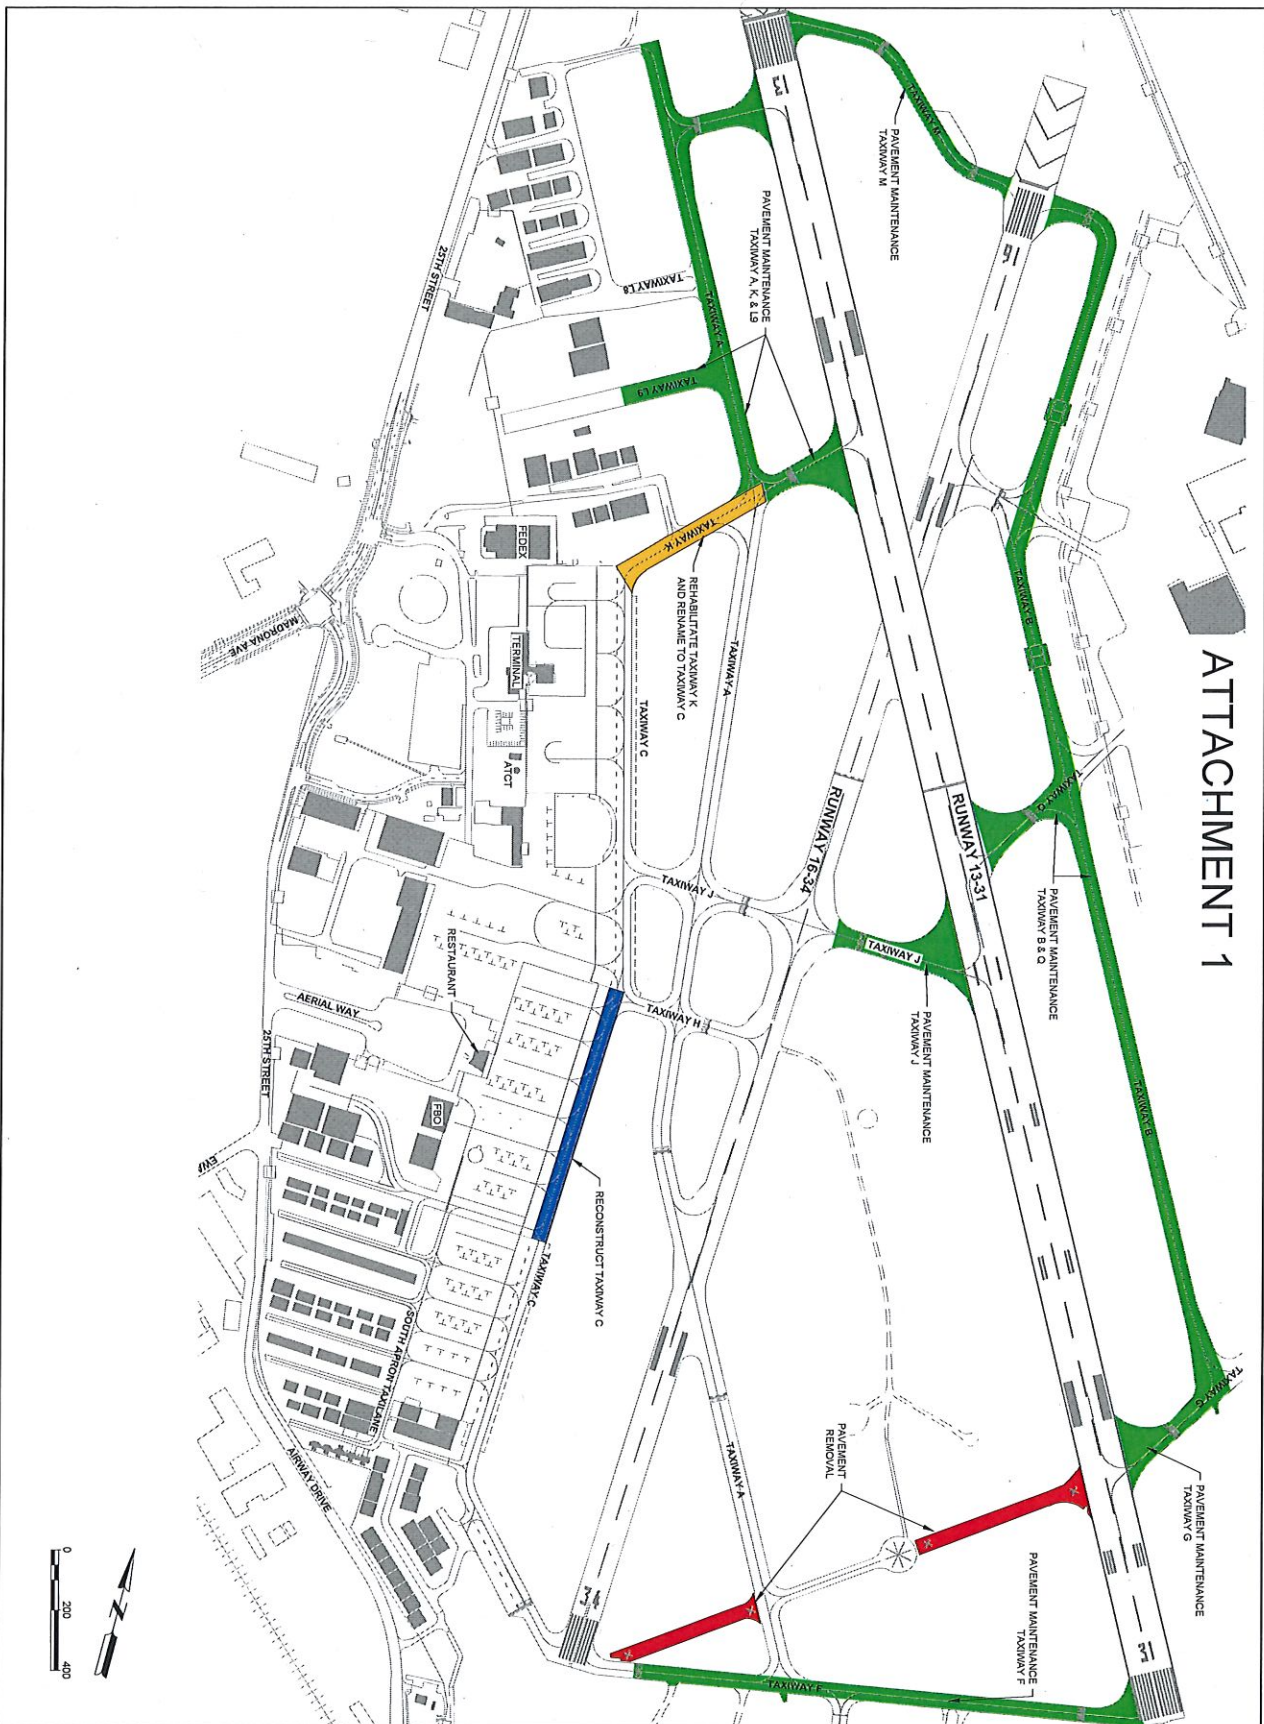 ATTACHMENT 1
PAVEMENT MAINTENANCE
TAXIWAY M
TAXIWAY M
13
16
PAVEMENT MAINTENANCE
TAXIWAY A, K, & L9
TAXIWAY L8
TAXIWAY A
TAXIWAY L9
25TH STREET
FEDEX
TAXIWAY K
REHABILITATE TAXIWAY K
AND RENAME TO TAXIWAY C
TAXIWAY A
TAXIWAY C
TAXIWAY B
MADRONA AVE
TERMINAL
ATCT
TAXIWAY Q
PAVEMENT MAINTENANCE
TAXIWAY B & Q
RUNWAY 13-31
RUNWAY 16-34
TAXIWAY J
TAXIWAY J
PAVEMENT MAINTENANCE
TAXIWAY J
TAXIWAY H
RESTAURANT
AERIAL WAY
25TH STREET
FBO
TAXIWAY B
RECONSTRUCT TAXIWAY C
TAXIWAY C
SOUTH APRON TAXILANE
AIRWAY DRIVE
TAXIWAY A
PAVEMENT
REMOVAL
TAXIWAY G
PAVEMENT MAINTENANCE
TAXIWAY G
PAVEMENT MAINTENANCE
TAXIWAY F
TAXIWAY F
34
31
N
0
200
400